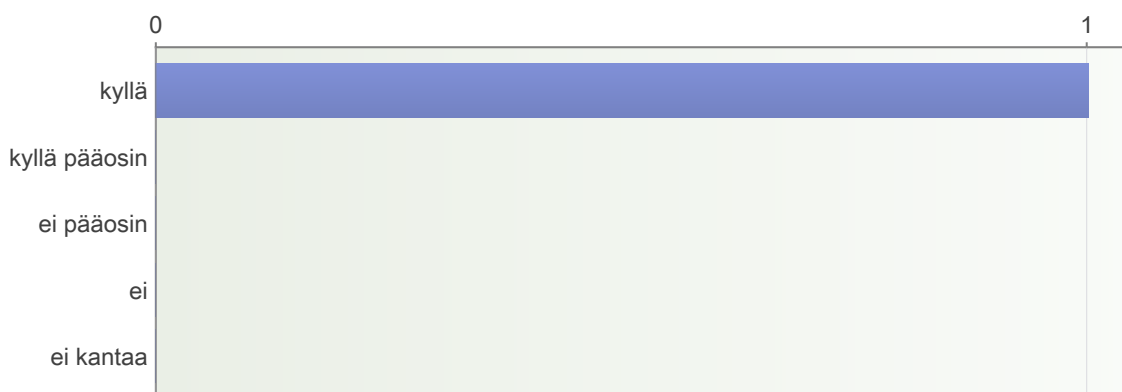 0 1
kyllä
kyllä pääosin
ei pääosin
ei
ei kantaa